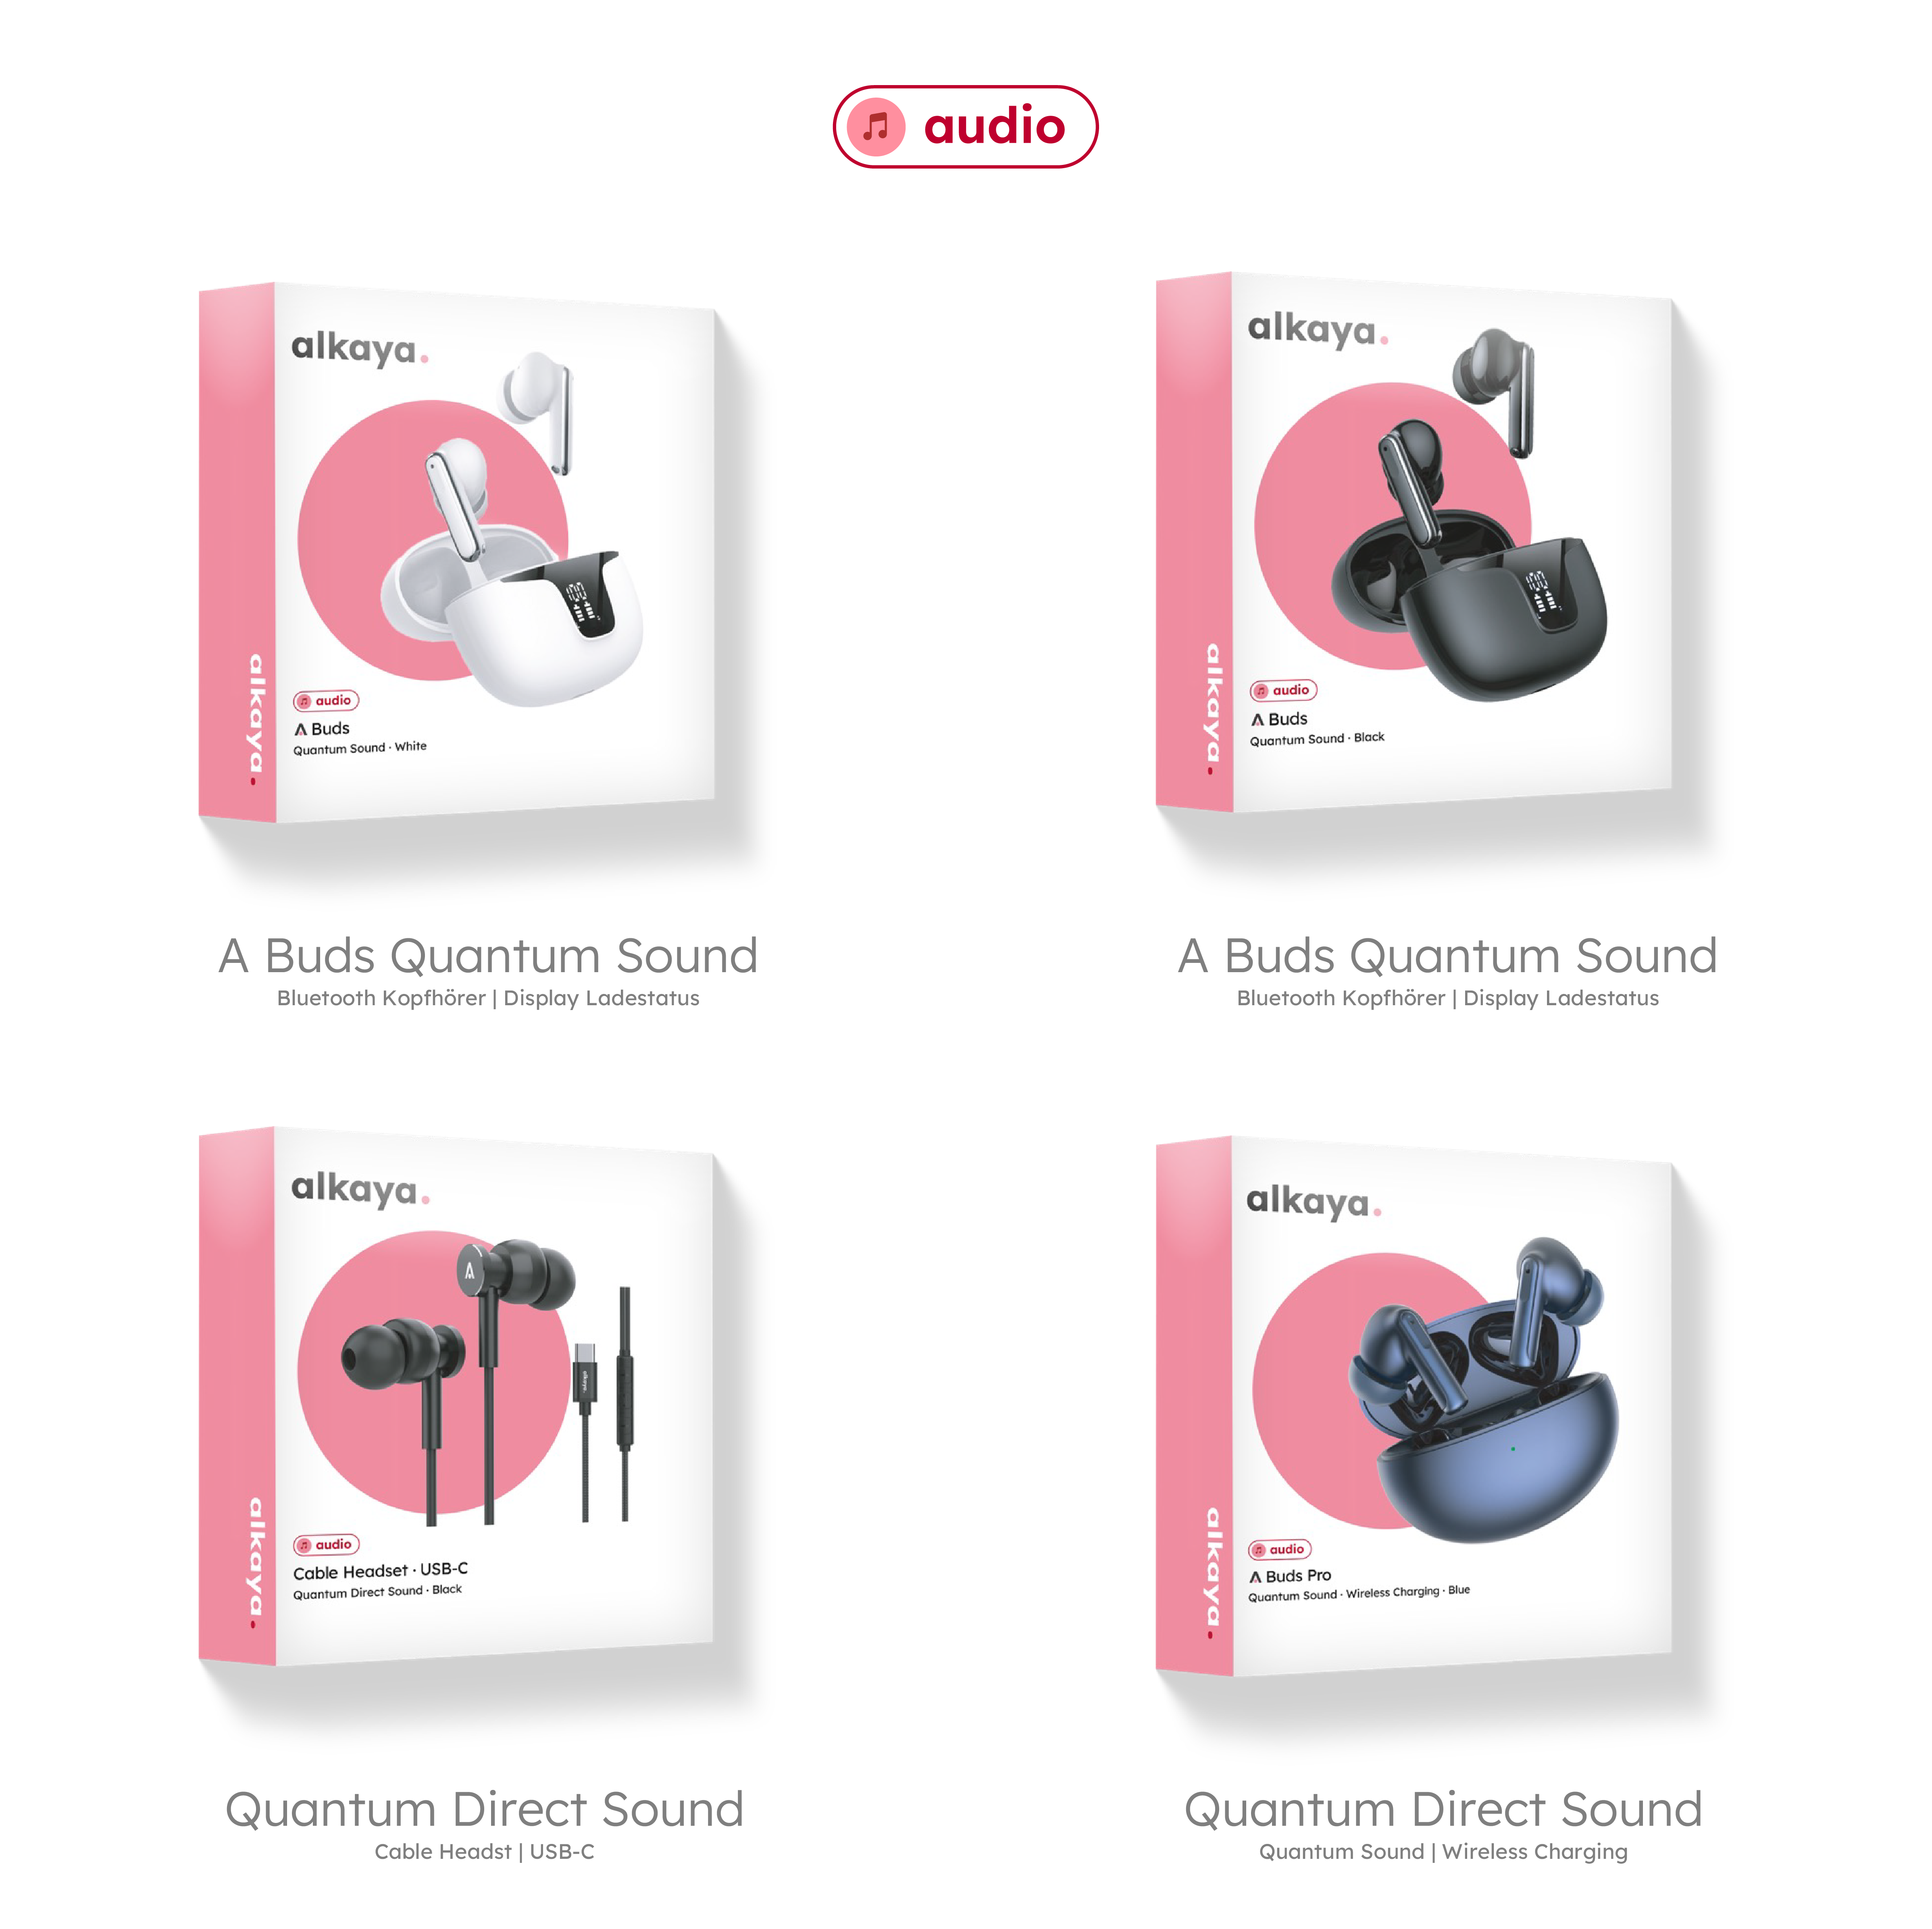 audio
alkaya.
audio
A Buds
Quantum Sound · White
alkaya.
A Buds Quantum Sound
Bluetooth Kopfhörer | Display Ladestatus
alkaya.
audio
A Buds
Quantum Sound · Black
alkaya.
A Buds Quantum Sound
Bluetooth Kopfhörer | Display Ladestatus
alkaya.
A
alkaya.
audio
Cable Headset · USB-C
Quantum Direct Sound · Black
alkaya.
Quantum Direct Sound
Cable Headst | USB-C
alkaya.
audio
A Buds Pro
Quantum Sound · Wireless Charging · Blue
alkaya.
Quantum Direct Sound
Quantum Sound | Wireless Charging